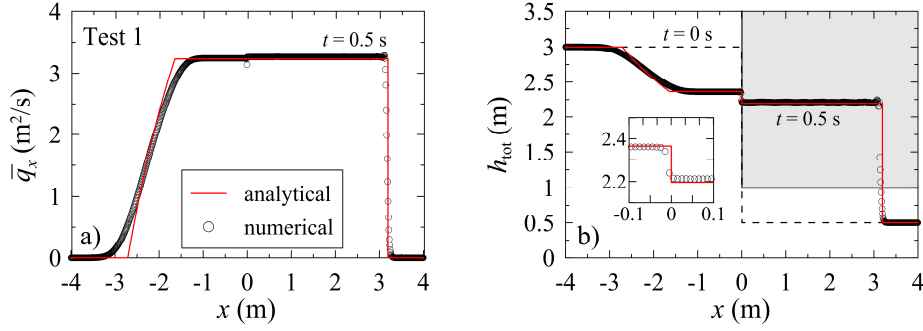 Test 1
t = 0.5 s
q̅x (m²/s)
4
3
2
1
0
analytical
numerical
a)
-4 -3 -2 -1 0 1 2 3 4
x (m)
3.5
3
2.5
2
1.5
1
0.5
0
htot (m)
t = 0 s
t = 0.5 s
2.4
2.2
-0.1 0 0.1
b)
-4 -3 -2 -1 0 1 2 3 4
x (m)